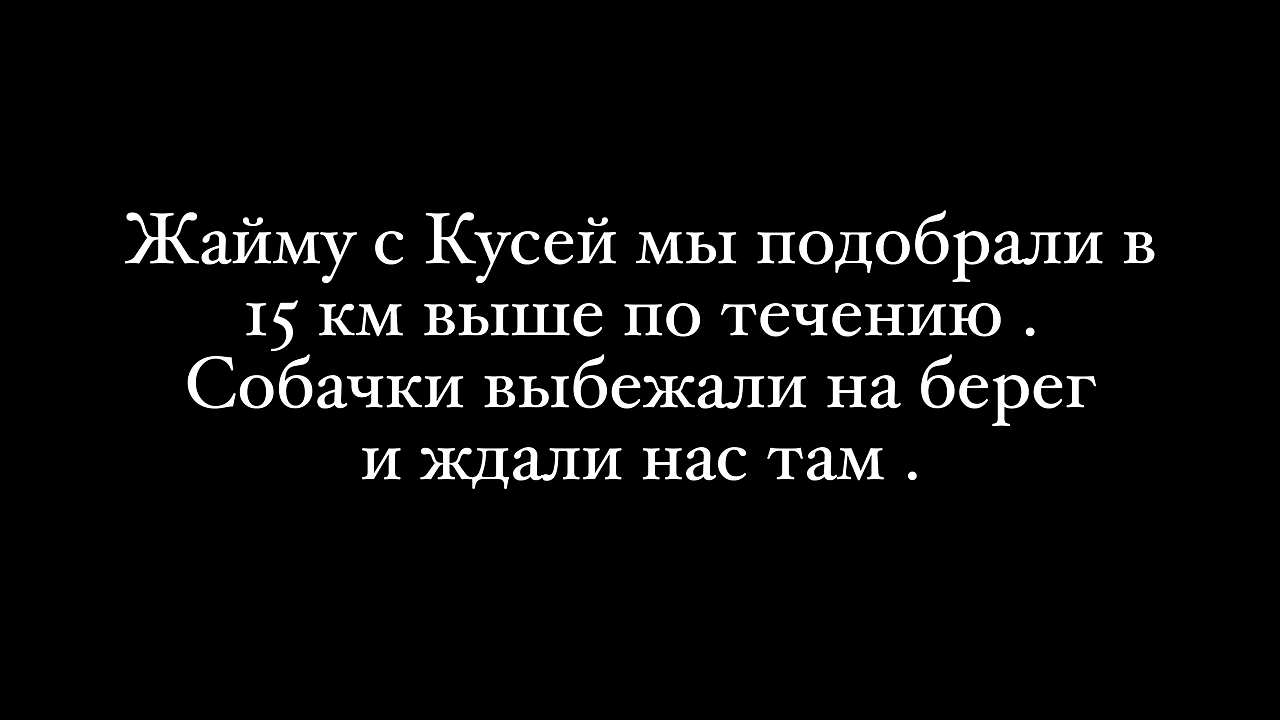 Жайму с Кусей мы подобрали в
15 км выше по течению .
Собачки выбежали на берег
и ждали нас там .